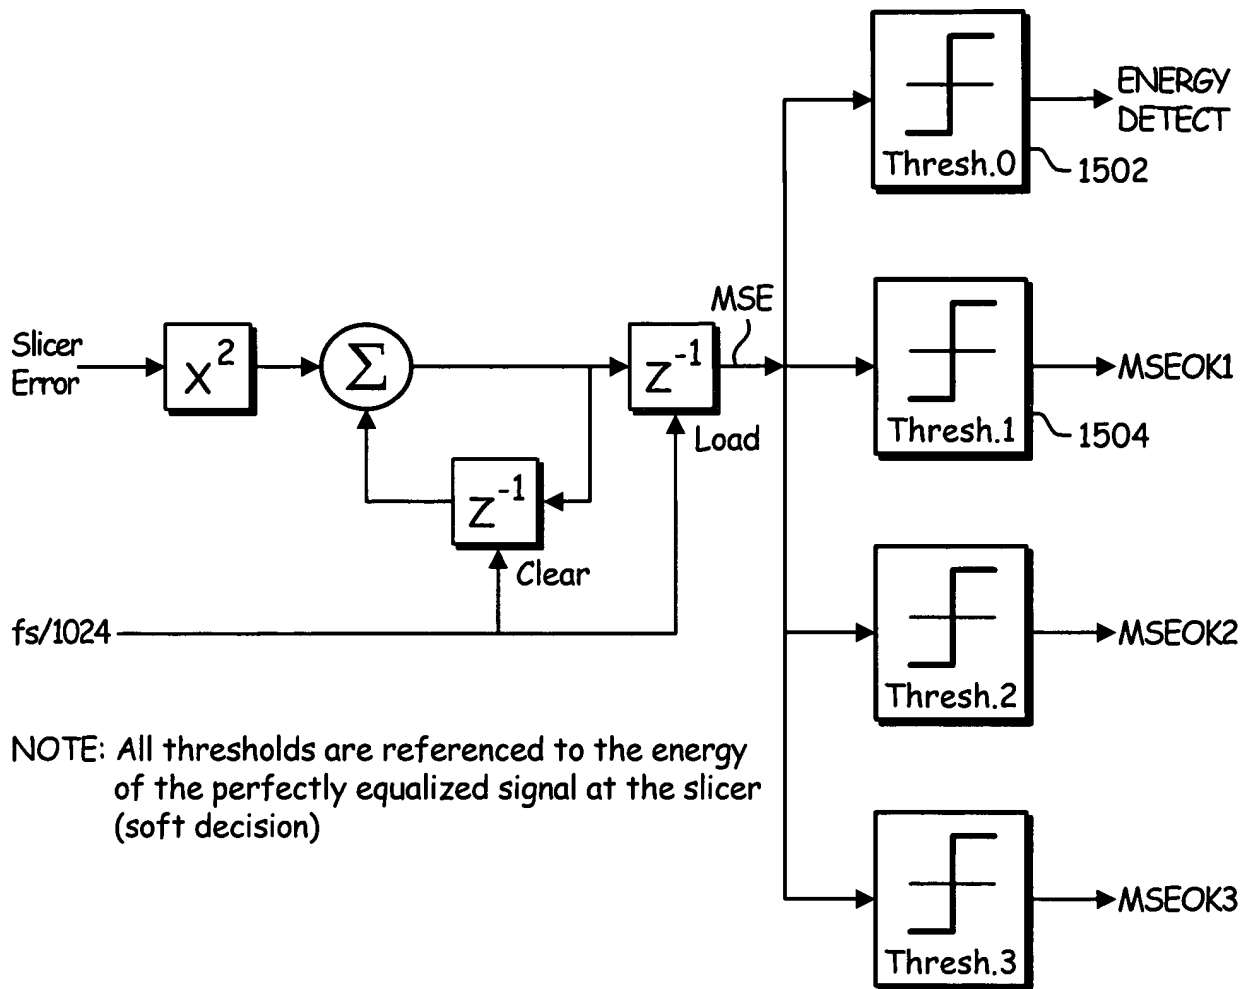 ENERGY
DETECT
Thresh.0
1502
Slicer
Error
X²
Σ
Z⁻¹
Load
MSE
Thresh.1
MSEOK1
1504
Z⁻¹
Clear
fs/1024
Thresh.2
MSEOK2
NOTE: All thresholds are referenced to the energy
of the perfectly equalized signal at the slicer
(soft decision)
Thresh.3
MSEOK3